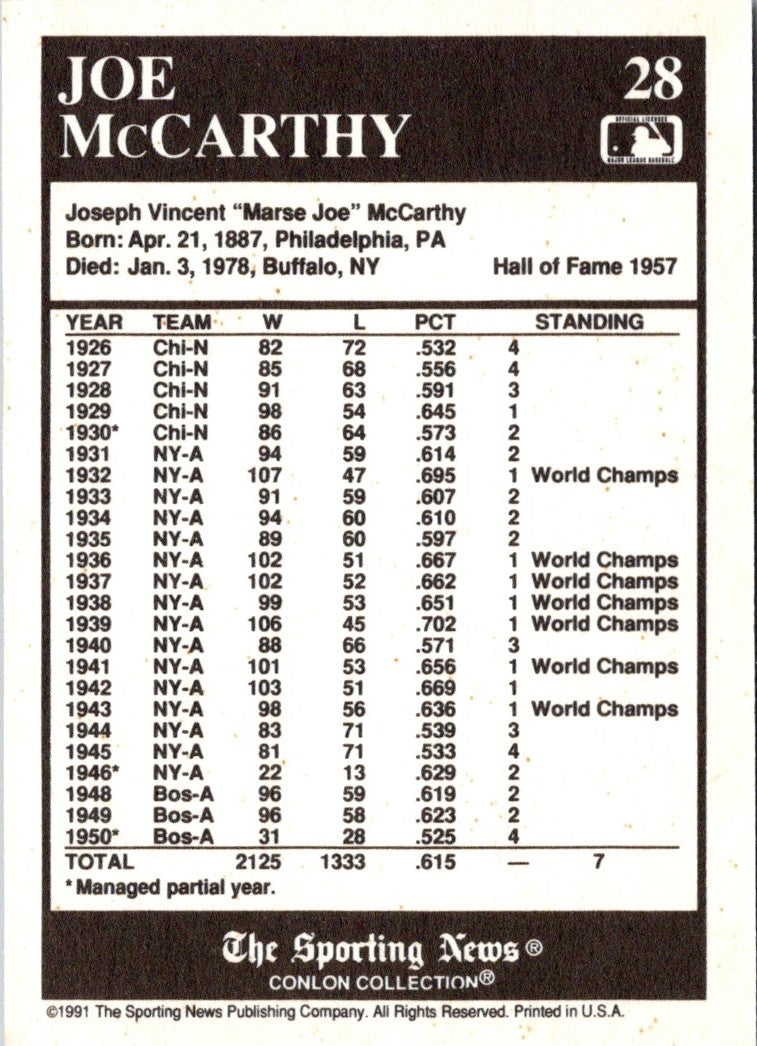 JOE
McCARTHY
28
OFFICIAL LICENSEE
MAJOR LEAGUE BASEBALL
Joseph Vincent “Marse Joe” McCarthy
Born: Apr. 21, 1887, Philadelphia, PA
Died: Jan. 3, 1978, Buffalo, NY Hall of Fame 1957
YEAR TEAM W L PCT STANDING
1926 Chi-N 82 72 .532 4
1927 Chi-N 85 68 .556 4
1928 Chi-N 91 63 .591 3
1929 Chi-N 98 54 .645 1
1930* Chi-N 86 64 .573 2
1931 NY-A 94 59 .614 2
1932 NY-A 107 47 .695 1 World Champs
1933 NY-A 91 59 .607 2
1934 NY-A 94 60 .610 2
1935 NY-A 89 60 .597 2
1936 NY-A 102 51 .667 1 World Champs
1937 NY-A 102 52 .662 1 World Champs
1938 NY-A 99 53 .651 1 World Champs
1939 NY-A 106 45 .702 1 World Champs
1940 NY-A 88 66 .571 3
1941 NY-A 101 53 .656 1 World Champs
1942 NY-A 103 51 .669 1
1943 NY-A 98 56 .636 1 World Champs
1944 NY-A 83 71 .539 3
1945 NY-A 81 71 .533 4
1946* NY-A 22 13 .629 2
1948 Bos-A 96 59 .619 2
1949 Bos-A 96 58 .623 2
1950* Bos-A 31 28 .525 4
TOTAL 2125 1333 .615 — 7
*Managed partial year.
The Sporting News®
CONLON COLLECTION®
©1991 The Sporting News Publishing Company. All Rights Reserved. Printed in U.S.A.